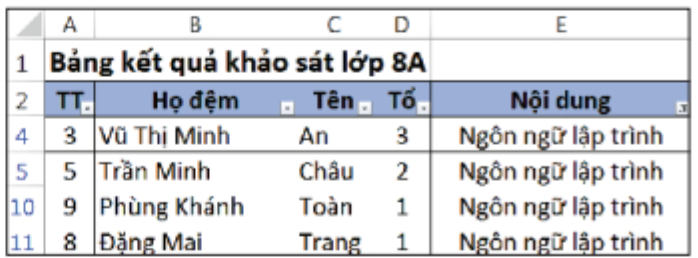 A B C D E
1 Bảng kết quả khảo sát lớp 8A
2 TT Họ đệm Tên Tổ Nội dung
4 3 Vũ Thị Minh An 3 Ngôn ngữ lập trình
5 5 Trần Minh Châu 2 Ngôn ngữ lập trình
10 9 Phùng Khánh Toàn 1 Ngôn ngữ lập trình
11 8 Đặng Mai Trang 1 Ngôn ngữ lập trình